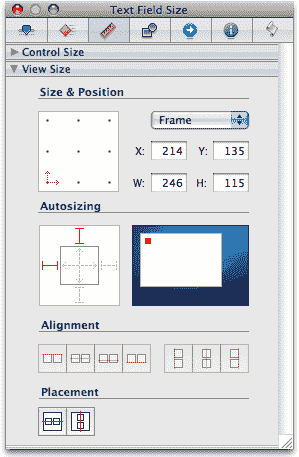 Text Field Size
Control Size
View Size
Size & Position
Frame
X: 214 Y: 135
W: 246 H: 115
Autosizing
Alignment
Placement